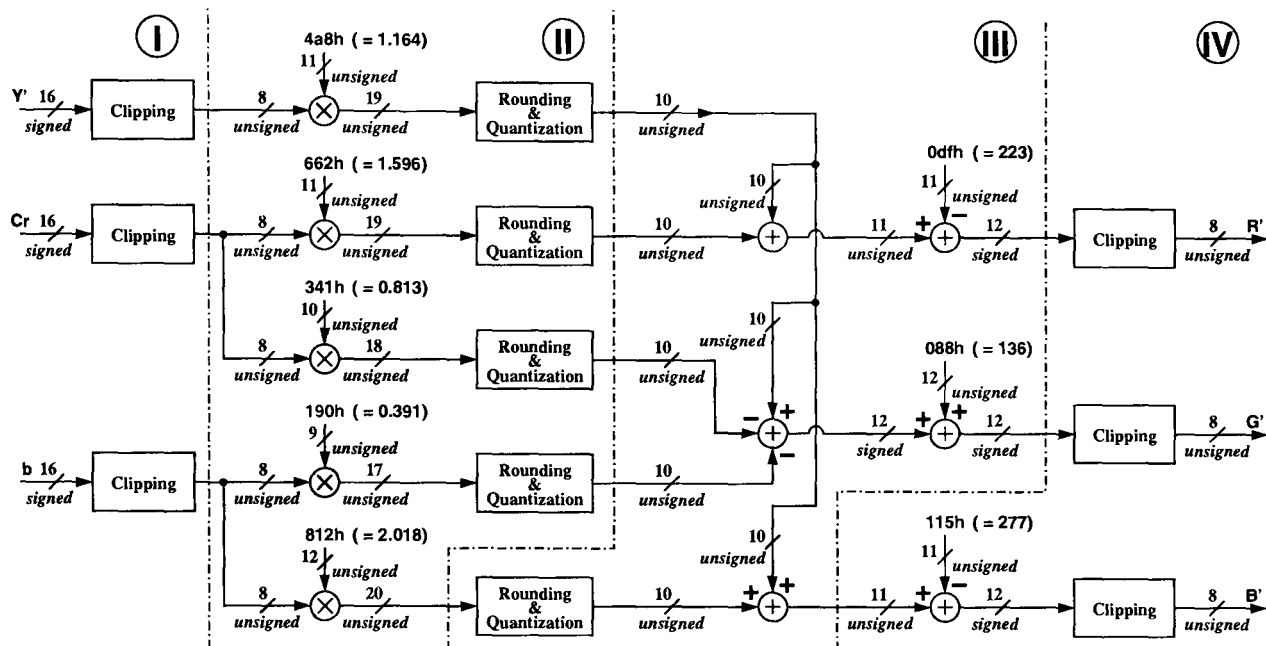 I II III IV
4a8h ( = 1.164)
11 unsigned
Y' 16 signed
Clipping
8 unsigned
19 unsigned
Rounding & Quantization
10 unsigned
662h ( = 1.596)
11 unsigned
10 unsigned
0dfh ( = 223)
11 unsigned
Cr 16 signed
Clipping
8 unsigned
19 unsigned
Rounding & Quantization
10 unsigned
11 unsigned
+ −
12 signed
Clipping
8 R' unsigned
341h ( = 0.813)
10 unsigned
10 unsigned
8 unsigned
18 unsigned
Rounding & Quantization
10 unsigned
088h ( = 136)
12 unsigned
− + −
12 signed
+ +
12 signed
Clipping
8 G' unsigned
190h ( = 0.391)
9 unsigned
b 16 signed
Clipping
8 unsigned
17 unsigned
Rounding & Quantization
10 unsigned
812h ( = 2.018)
12 unsigned
10 unsigned
115h ( = 277)
11 unsigned
8 unsigned
20 unsigned
Rounding & Quantization
10 unsigned
+ +
11 unsigned
+ −
12 signed
Clipping
8 B' unsigned